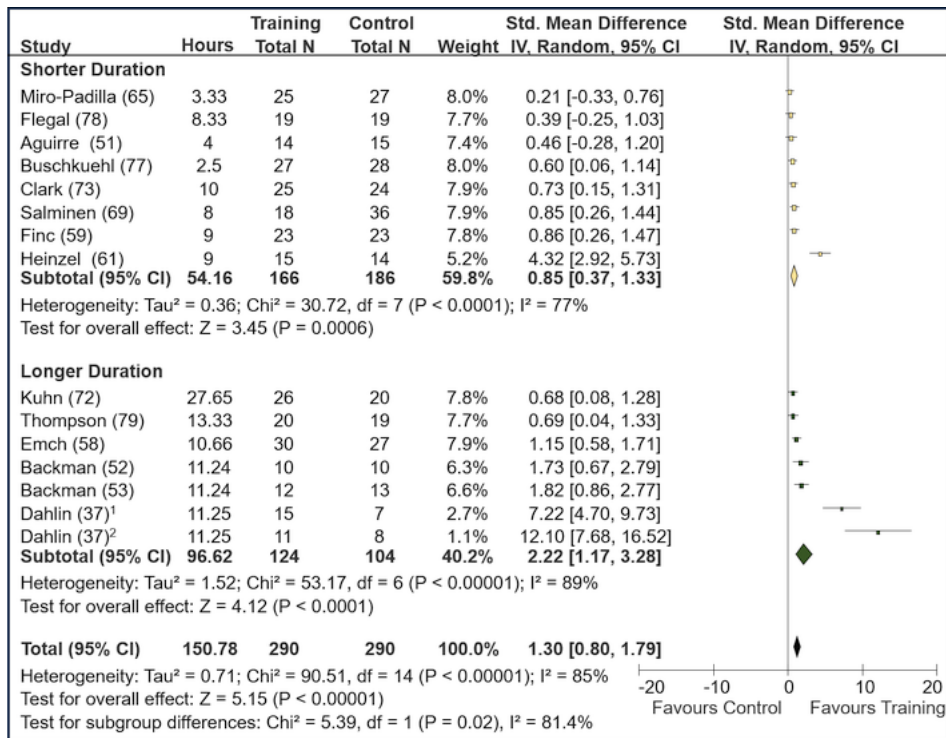 Training Control Std. Mean Difference Std. Mean Difference
Study Hours Total N Total N Weight IV, Random, 95% CI IV, Random, 95% CI
Shorter Duration
Miro-Padilla (65) 3.33 25 27 8.0% 0.21 [-0.33, 0.76]
Flegal (78) 8.33 19 19 7.7% 0.39 [-0.25, 1.03]
Aguirre (51) 4 14 15 7.4% 0.46 [-0.28, 1.20]
Buschkuehl (77) 2.5 27 28 8.0% 0.60 [0.06, 1.14]
Clark (73) 10 25 24 7.9% 0.73 [0.15, 1.31]
Salminen (69) 8 18 36 7.9% 0.85 [0.26, 1.44]
Finc (59) 9 23 23 7.8% 0.86 [0.26, 1.47]
Heinzel (61) 9 15 14 5.2% 4.32 [2.92, 5.73]
Subtotal (95% CI) 54.16 166 186 59.8% 0.85 [0.37, 1.33]
Heterogeneity: Tau² = 0.36; Chi² = 30.72, df = 7 (P < 0.0001); I² = 77%
Test for overall effect: Z = 3.45 (P = 0.0006)
Longer Duration
Kuhn (72) 27.65 26 20 7.8% 0.68 [0.08, 1.28]
Thompson (79) 13.33 20 19 7.7% 0.69 [0.04, 1.33]
Emch (58) 10.66 30 27 7.9% 1.15 [0.58, 1.71]
Backman (52) 11.24 10 10 6.3% 1.73 [0.67, 2.79]
Backman (53) 11.24 12 13 6.6% 1.82 [0.86, 2.77]
Dahlin (37)¹ 11.25 15 7 2.7% 7.22 [4.70, 9.73]
Dahlin (37)² 11.25 11 8 1.1% 12.10 [7.68, 16.52]
Subtotal (95% CI) 96.62 124 104 40.2% 2.22 [1.17, 3.28]
Heterogeneity: Tau² = 1.52; Chi² = 53.17, df = 6 (P < 0.00001); I² = 89%
Test for overall effect: Z = 4.12 (P < 0.0001)
Total (95% CI) 150.78 290 290 100.0% 1.30 [0.80, 1.79]
Heterogeneity: Tau² = 0.71; Chi² = 90.51, df = 14 (P < 0.00001); I² = 85%
Test for overall effect: Z = 5.15 (P < 0.00001)
Test for subgroup differences: Chi² = 5.39, df = 1 (P = 0.02), I² = 81.4%
-20 -10 0 10 20
Favours Control Favours Training